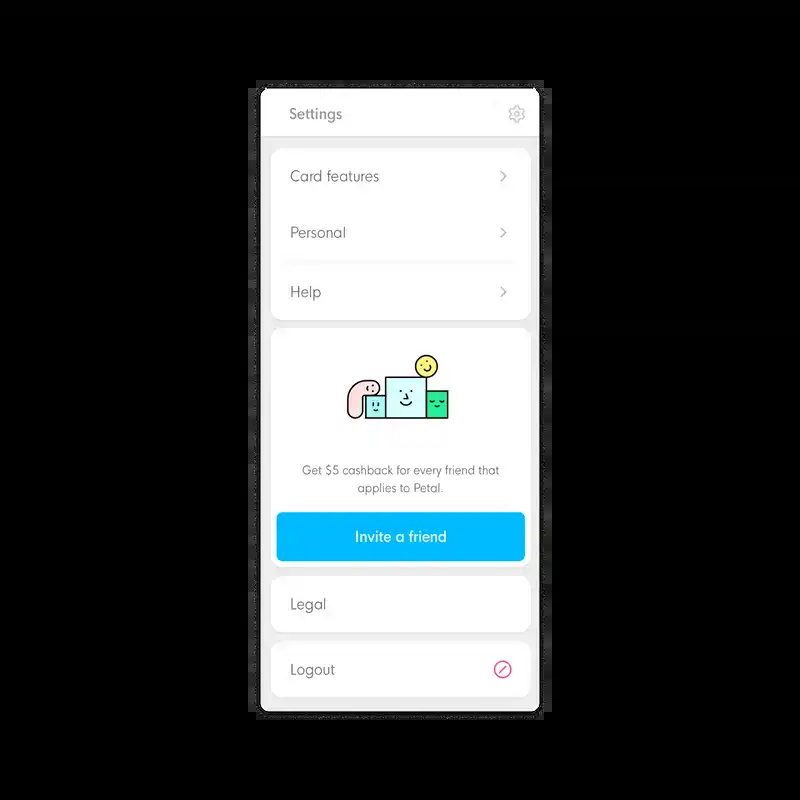 Settings
Card features
Personal
Help
Get $5 cashback for every friend that
applies to Petal.
Invite a friend
Legal
Logout